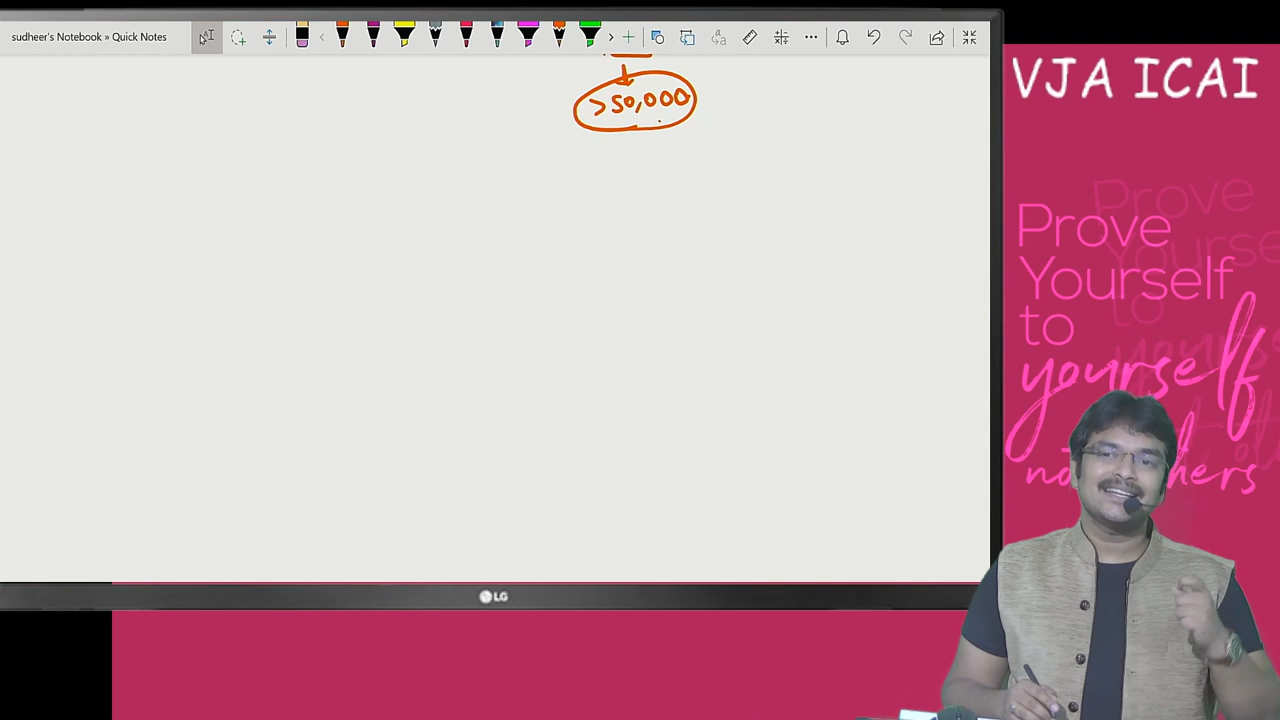 sudheer's Notebook » Quick Notes
>50,000
VJA ICAI
Prove
Yourself
to
yourself
not others
LG